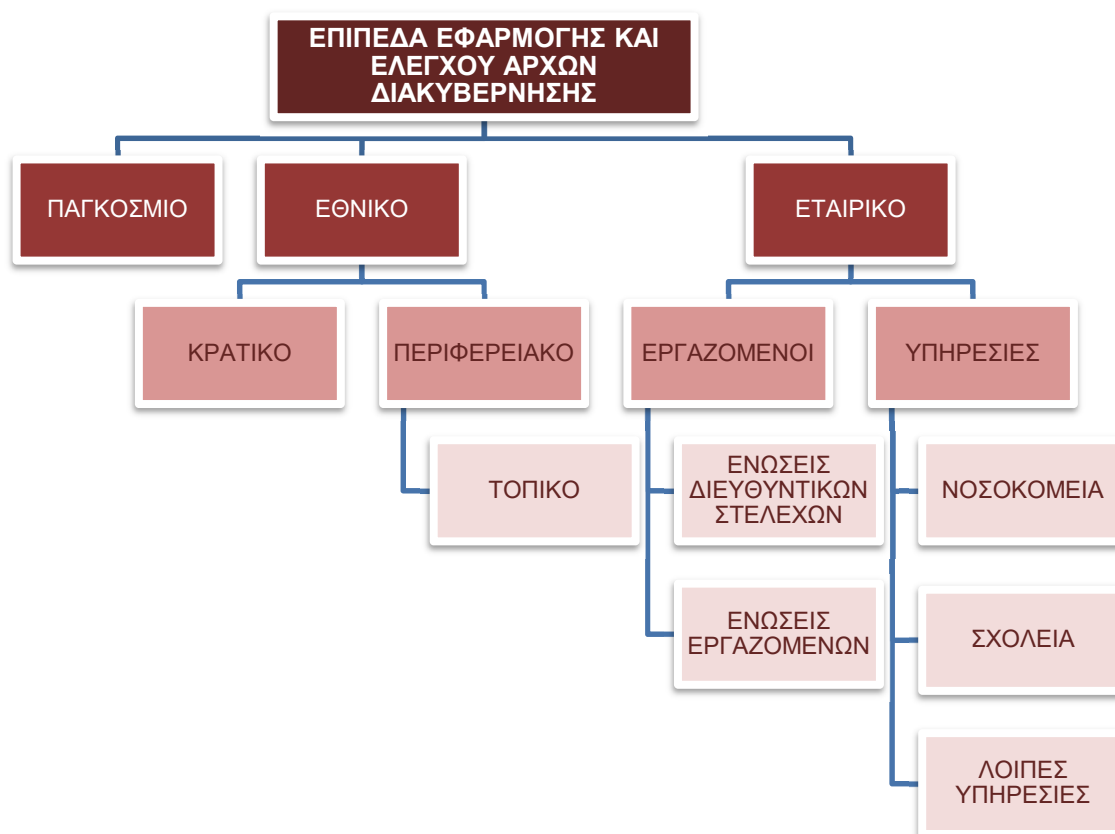 ΕΠΙΠΕΔΑ ΕΦΑΡΜΟΓΗΣ ΚΑΙ
ΕΛΕΓΧΟΥ ΑΡΧΩΝ
ΔΙΑΚΥΒΕΡΝΗΣΗΣ
ΠΑΓΚΟΣΜΙΟ
ΕΘΝΙΚΟ
ΕΤΑΙΡΙΚΟ
ΚΡΑΤΙΚΟ
ΠΕΡΙΦΕΡΕΙΑΚΟ
ΕΡΓΑΖΟΜΕΝΟΙ
ΥΠΗΡΕΣΙΕΣ
ΤΟΠΙΚΟ
ΕΝΩΣΕΙΣ
ΔΙΕΥΘΥΝΤΙΚΩΝ
ΣΤΕΛΕΧΩΝ
ΝΟΣΟΚΟΜΕΙΑ
ΕΝΩΣΕΙΣ
ΕΡΓΑΖΟΜΕΝΩΝ
ΣΧΟΛΕΙΑ
ΛΟΙΠΕΣ
ΥΠΗΡΕΣΙΕΣ